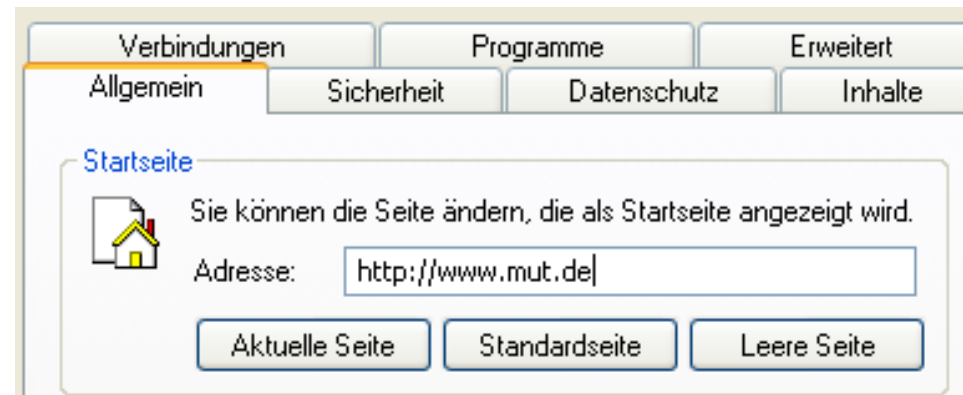 Verbindungen Programme Erweitert
Allgemein Sicherheit Datenschutz Inhalte
Startseite
Sie können die Seite ändern, die als Startseite angezeigt wird.
Adresse: http://www.mut.de
Aktuelle Seite Standardseite Leere Seite